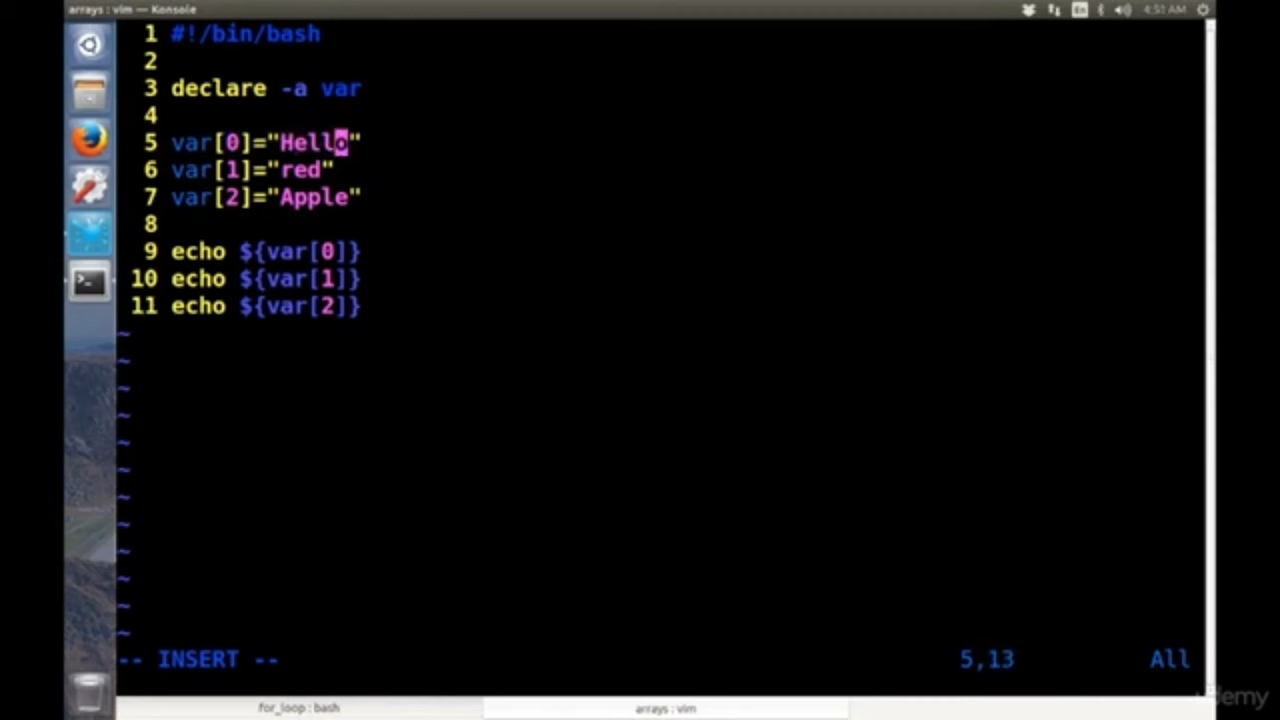 arrays : vim — Konsole
En
4:51 AM
1 #!/bin/bash
2
3 declare -a var
4
5 var[0]="Hello"
6 var[1]="red"
7 var[2]="Apple"
8
9 echo ${var[0]}
10 echo ${var[1]}
11 echo ${var[2]}
~
~
~
~
~
~
~
~
~
~
~
~
-- INSERT -- 5,13 All
for_loop : bash arrays : vim